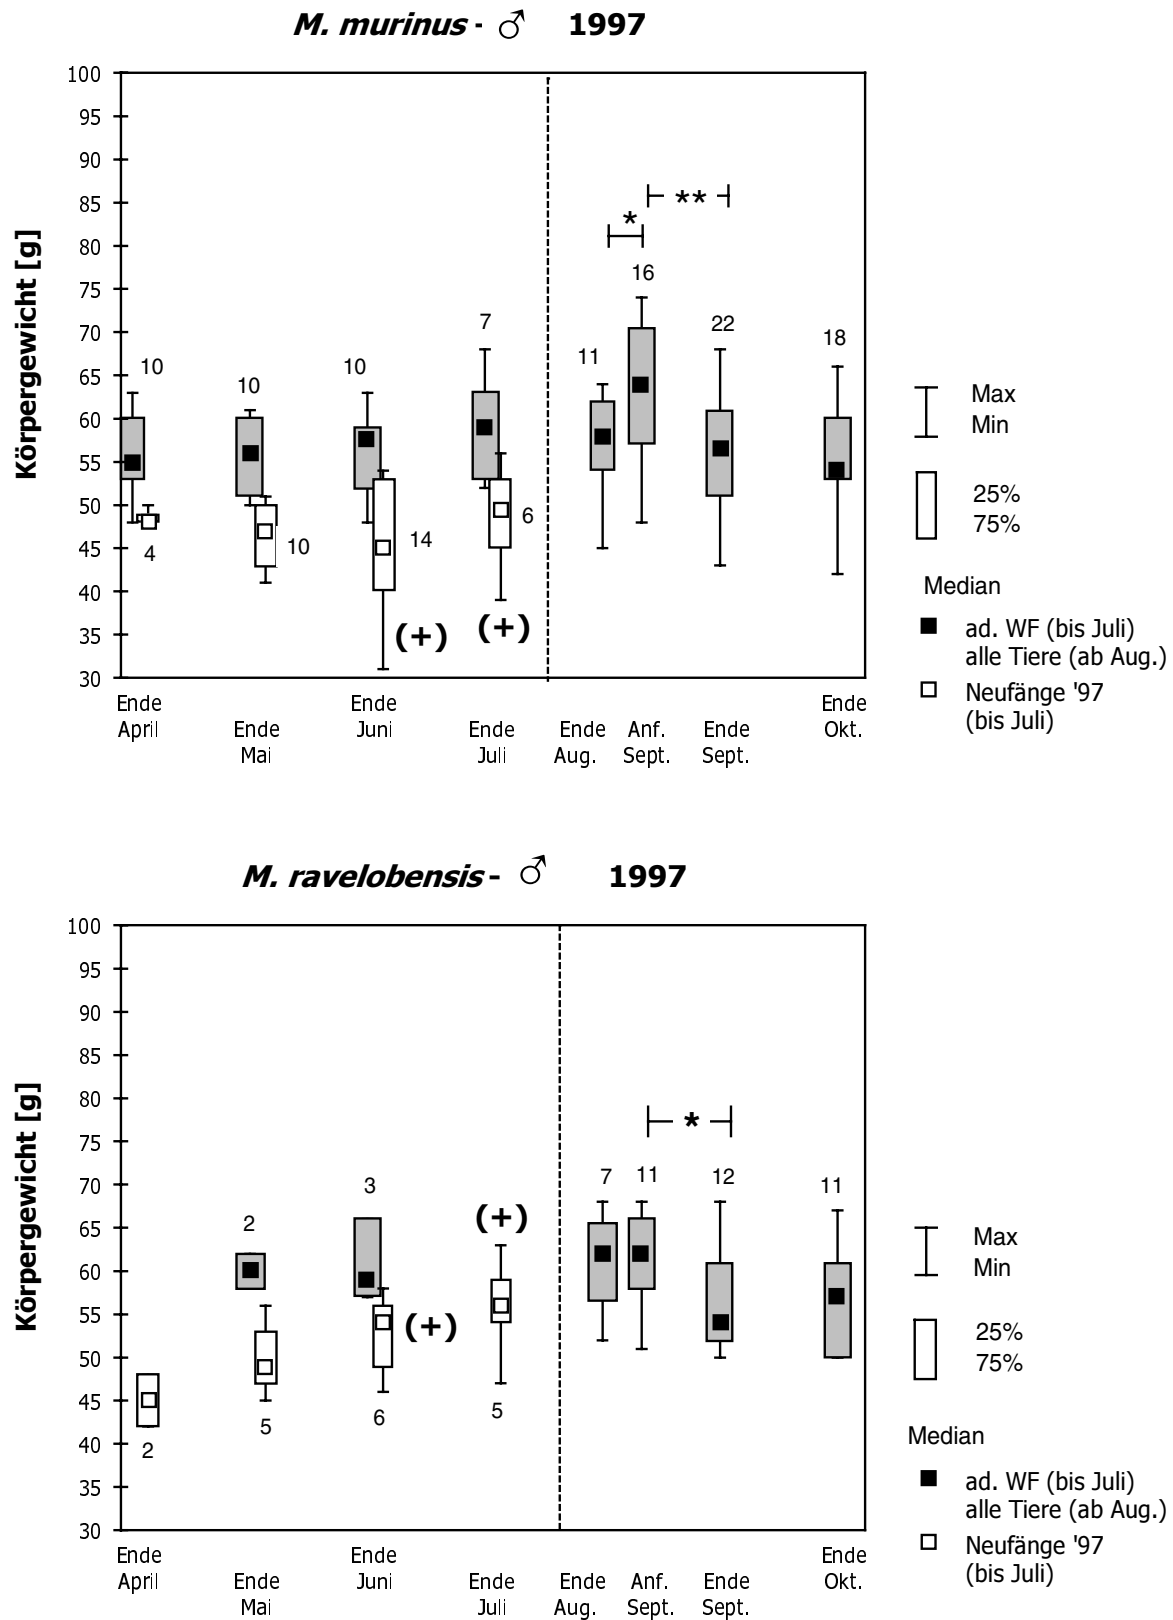 M. murinus - ♂ 1997
Körpergewicht [g]
100
95
90
85
80
75
70
65
60
55
50
45
40
35
30
* **
10 10 10 7 11 16 22 18
4 10 14 6
(+) (+)
Ende April
Ende Mai
Ende Juni
Ende Juli
Ende Aug.
Anf. Sept.
Ende Sept.
Ende Okt.
Max
Min
25%
75%
Median
ad. WF (bis Juli)
alle Tiere (ab Aug.)
Neufänge '97
(bis Juli)
M. ravelobensis - ♂ 1997
Körpergewicht [g]
100
95
90
85
80
75
70
65
60
55
50
45
40
35
30
*
2 3 7 11 12 11
2 5 6 5
(+) (+)
Ende April
Ende Mai
Ende Juni
Ende Juli
Ende Aug.
Anf. Sept.
Ende Sept.
Ende Okt.
Max
Min
25%
75%
Median
ad. WF (bis Juli)
alle Tiere (ab Aug.)
Neufänge '97
(bis Juli)